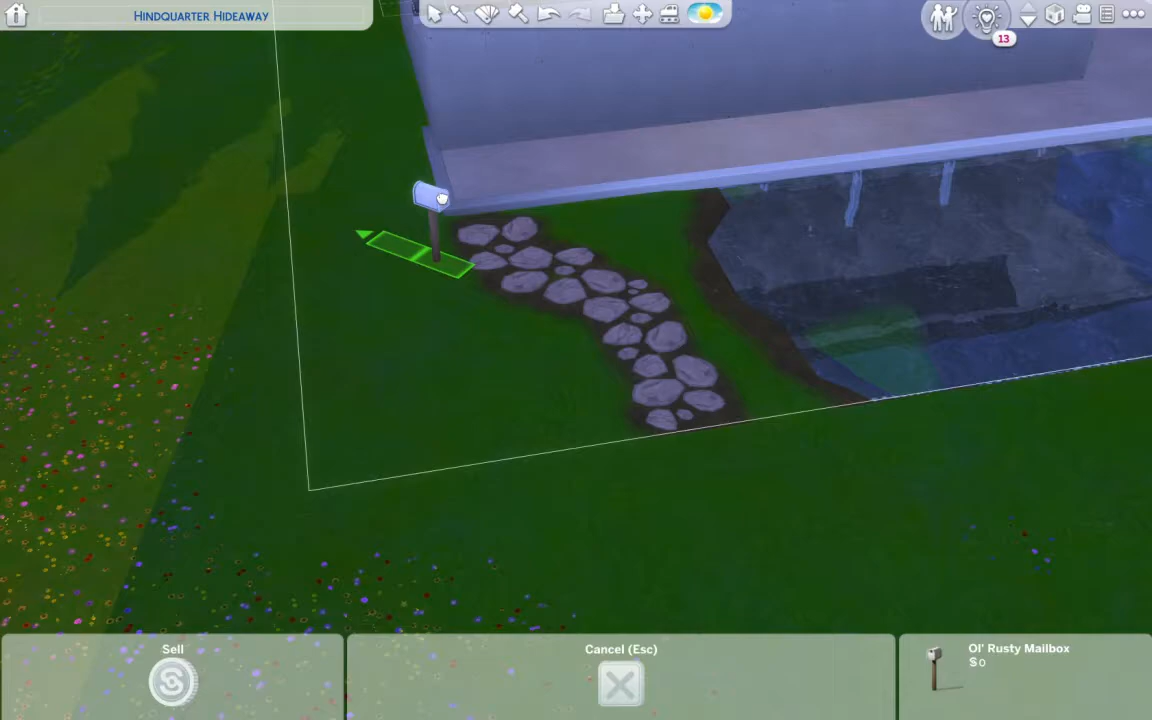 HINDQUARTER HIDEAWAY
13
Sell
Cancel (Esc)
Ol' Rusty Mailbox
§0